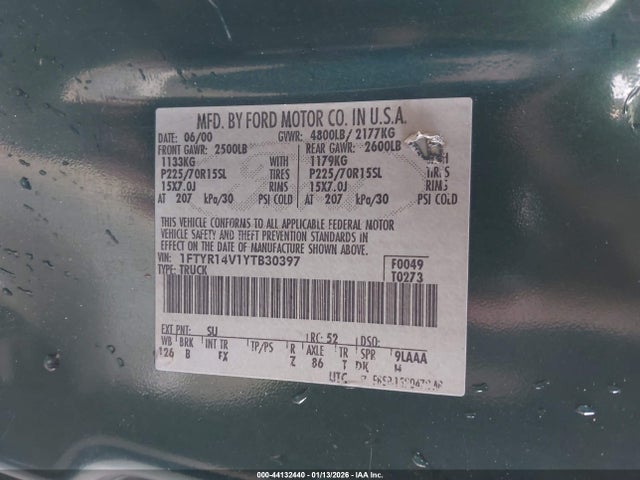 MFD. BY FORD MOTOR CO. IN U.S.A.
DATE: 06/00 GVWR: 4800LB/ 2177KG
FRONT GAWR: 2500LB REAR GAWR: 2600LB
1133KG WITH 1179KG
P225/70R15SL TIRES P225/70R15SL TIRES
15X7.0J RIMS 15X7.0J RIMS
AT 207 kPa/30 PSI COLD AT 207 kPa/30 PSI COLD
THIS VEHICLE CONFORMS TO ALL APPLICABLE FEDERAL MOTOR
VEHICLE SAFETY AND THEFT PREVENTION STANDARDS IN
EFFECT ON THE DATE OF MANUFACTURE SHOWN ABOVE.
VIN: 1FTYR14V1YTB30397 F0049
TYPE: TRUCK T0273
EXT PNT: SU RC: 52 DSO:
WB BRK INT TR TP/PS R AXLE TR SPR 9LAAA
126 B FX Z 86 T DK
UTC
000-44132440 - 01/13/2026 - IAA Inc.